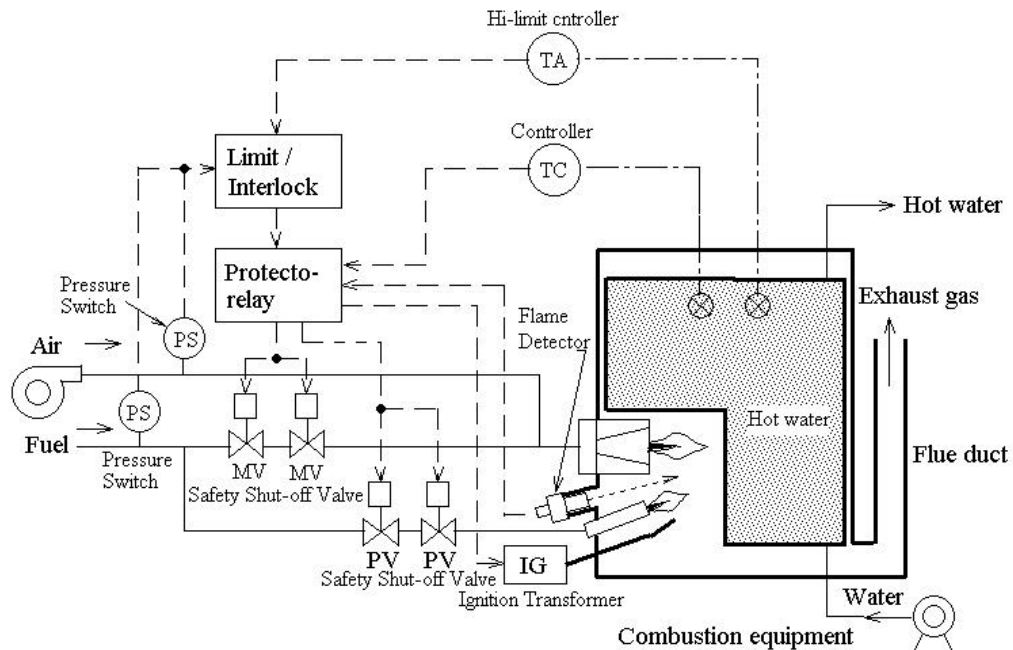 Hi-limit cntroller
TA
Controller
TC
Limit /
Interlock
Hot water
Protecto-
relay
Pressure
Switch
Exhaust gas
Flame
Detector
PS
Air
PS
Hot water
Fuel
Pressure
Switch
MV
MV
Safety Shut-off Valve
Flue duct
PV
PV
Safety Shut-off Valve
IG
Ignition Transformer
Water
Combustion equipment